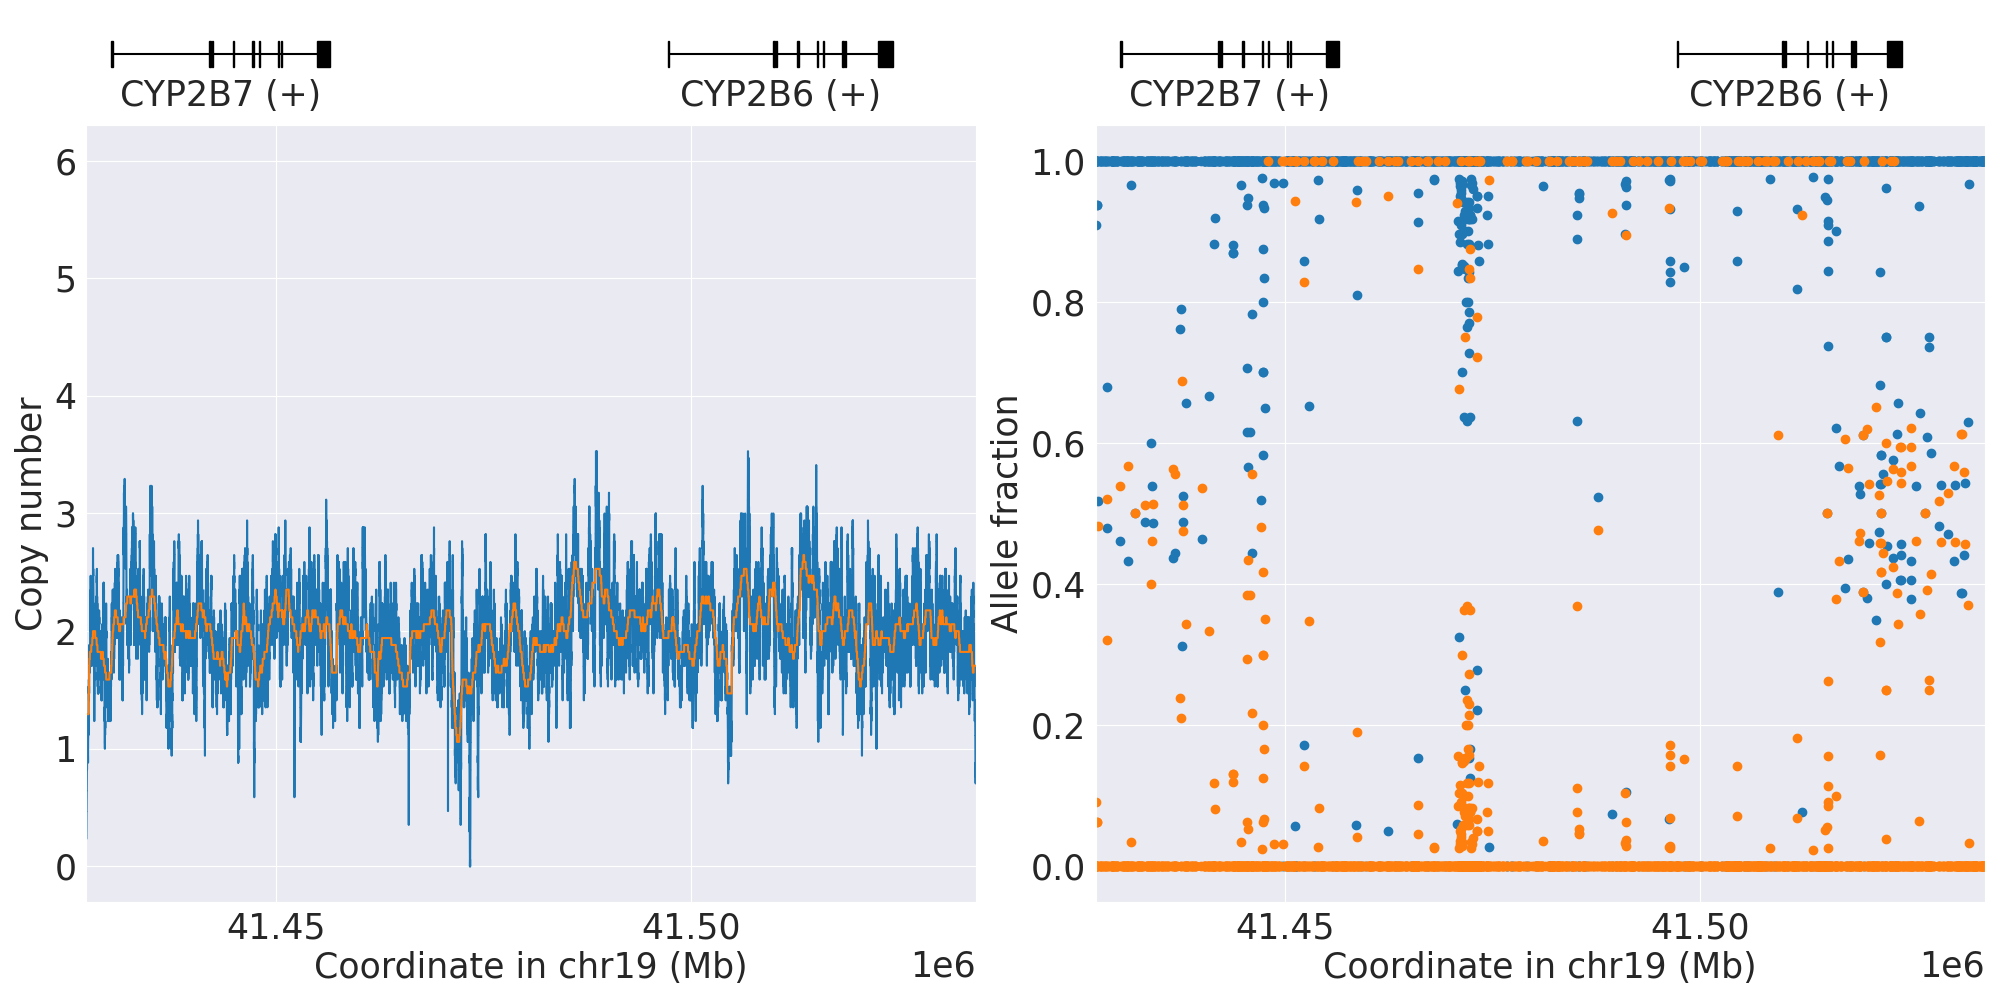 CYP2B7 (+)
CYP2B6 (+)
CYP2B7 (+)
CYP2B6 (+)
6
5
4
3
2
1
0
Copy number
41.45
41.50
Coordinate in chr19 (Mb)
1e6
1.0
0.8
0.6
0.4
0.2
0.0
Allele fraction
41.45
41.50
Coordinate in chr19 (Mb)
1e6